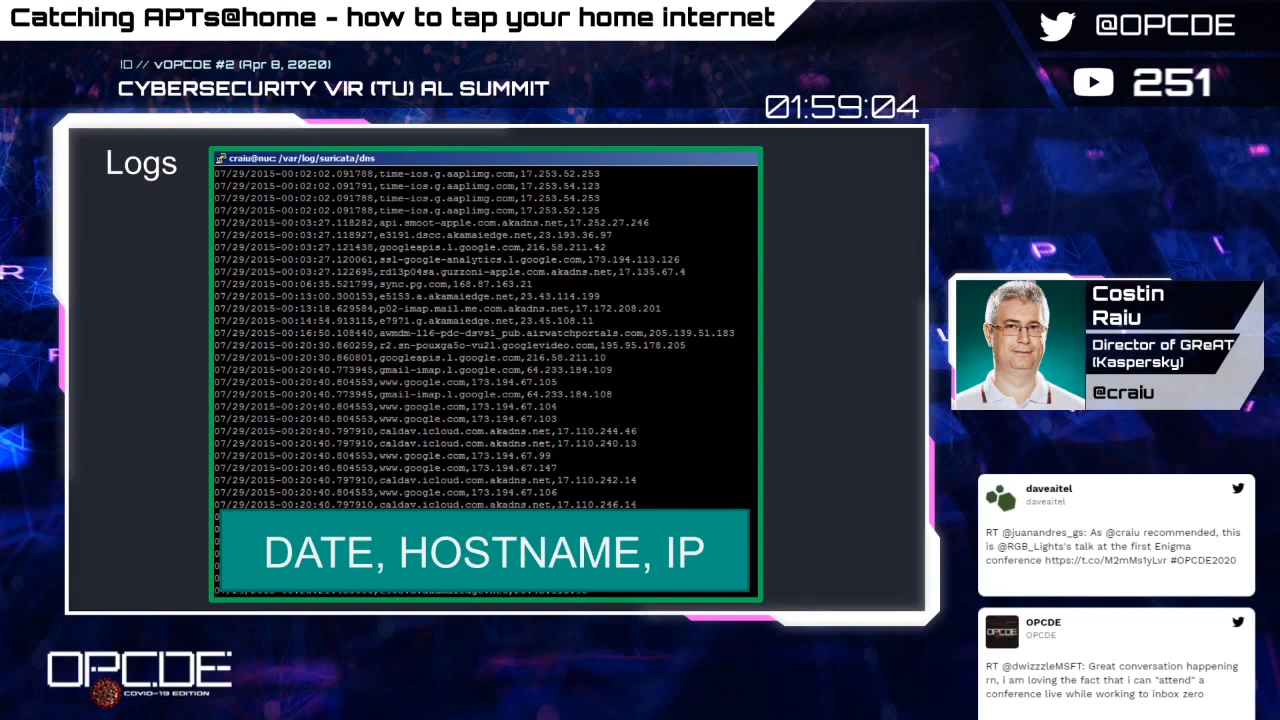 Catching APTs@home - how to tap your home internet
@OPCDE
ID // vOPCDE #2 (Apr 8, 2020)
CYBERSECURITY VIR (TU) AL SUMMIT
251
01:59:04
Logs
craiu@nuc: /var/log/suricata/dns
07/29/2015-00:02:02.091788,time-ios.g.aaplimg.com,17.253.52.253
07/29/2015-00:02:02.091791,time-ios.g.aaplimg.com,17.253.54.123
07/29/2015-00:02:02.091788,time-ios.g.aaplimg.com,17.253.54.253
07/29/2015-00:02:02.091788,time-ios.g.aaplimg.com,17.253.52.125
07/29/2015-00:03:27.118282,api.smoot-apple.com.akadns.net,17.252.27.246
07/29/2015-00:03:27.118927,e3191.dscc.akamaiedge.net,23.193.36.97
07/29/2015-00:03:27.121438,googleapis.l.google.com,216.58.211.42
07/29/2015-00:03:27.120061,ssl-google-analytics.l.google.com,173.194.113.126
07/29/2015-00:03:27.122695,rd13p04sa.guzzoni-apple.com.akadns.net,17.135.67.4
07/29/2015-00:06:35.521799,sync.pg.com,168.87.163.21
07/29/2015-00:13:00.300153,e5153.a.akamaiedge.net,23.43.114.199
07/29/2015-00:13:18.629584,p02-imap.mail.me.com.akadns.net,17.172.208.201
07/29/2015-00:14:54.913115,e7971.g.akamaiedge.net,23.45.108.11
07/29/2015-00:16:50.108440,awmdm-116-pdc-dsvs1_pub.airwatchportals.com,205.139.51.183
07/29/2015-00:20:30.860259,r2.sn-pouxga5o-vu2l.googlevideo.com,195.95.178.205
07/29/2015-00:20:30.860801,googleapis.l.google.com,216.58.211.10
07/29/2015-00:20:40.773945,gmail-imap.l.google.com,64.233.184.109
07/29/2015-00:20:40.804553,www.google.com,173.194.67.105
07/29/2015-00:20:40.773945,gmail-imap.l.google.com,64.233.184.108
07/29/2015-00:20:40.804553,www.google.com,173.194.67.104
07/29/2015-00:20:40.804553,www.google.com,173.194.67.103
07/29/2015-00:20:40.797910,caldav.icloud.com.akadns.net,17.110.244.46
07/29/2015-00:20:40.797910,caldav.icloud.com.akadns.net,17.110.240.13
07/29/2015-00:20:40.804553,www.google.com,173.194.67.99
07/29/2015-00:20:40.804553,www.google.com,173.194.67.147
07/29/2015-00:20:40.797910,caldav.icloud.com.akadns.net,17.110.242.14
07/29/2015-00:20:40.804553,www.google.com,173.194.67.106
07/29/2015-00:20:40.797910,caldav.icloud.com.akadns.net,17.110.246.14
DATE, HOSTNAME, IP
Costin
Raiu
Director of GReAT
(Kaspersky)
@craiu
daveaitel
daveaitel
RT @juanandres_gs: As @craiu recommended, this
is @RGB_Lights's talk at the first Enigma
conference https://t.co/M2mMs1yLvr #OPCDE2020
OPCDE
OPCDE
OPCDE
RT @dwizzzleMSFT: Great conversation happening
rn, i am loving the fact that i can "attend" a
conference live while working to inbox zero
OPCDE
COVID-19 EDITION